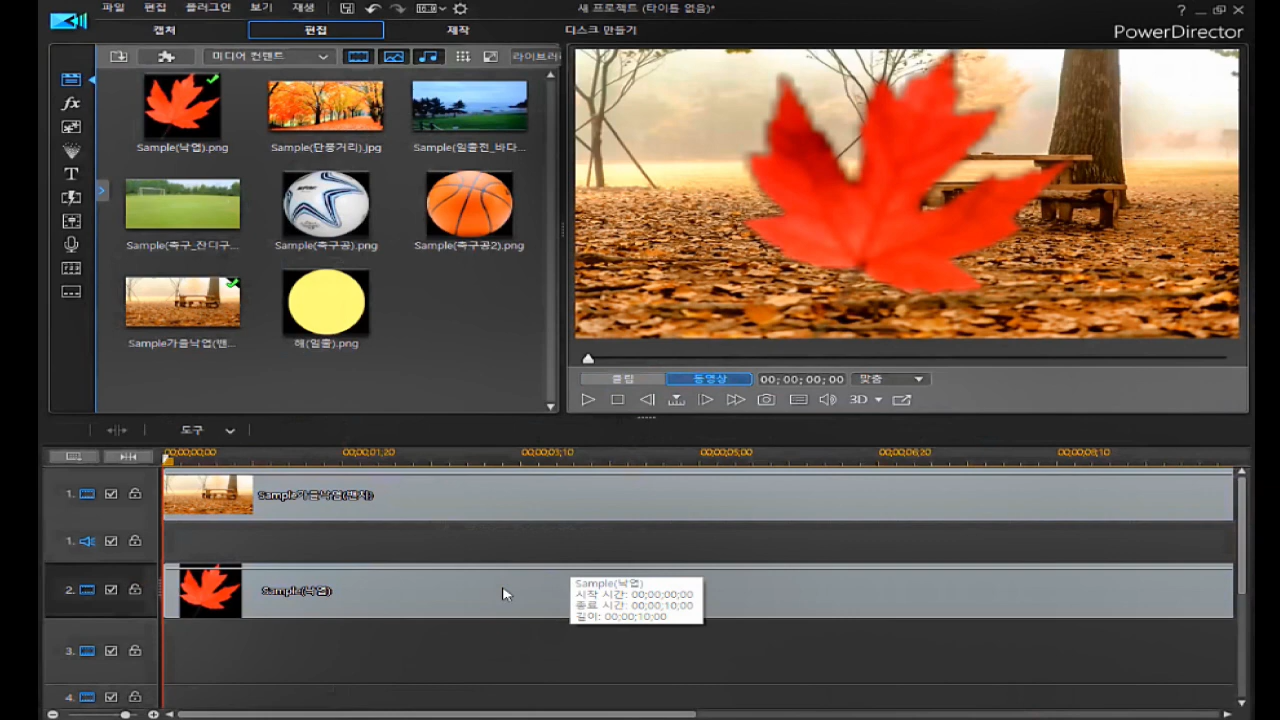 파일 편집 플러그인 보기 재생
새 프로젝트 (타이틀 없음)*
캡처 편집 제작 디스크 만들기
PowerDirector
미디어 컨텐트
라이브러리
Sample(낙엽).png Sample(단풍거리).jpg Sample(일출전_바다...
Sample(축구_잔디구... Sample(축구공).png Sample(축구공2).png
Sample가을낙엽(밴... 해(일출).png
클립 동영상 00;00;00;00 맞춤
3D
도구
00;00;00;00 00;00;01;20 00;00;03;10 00;00;05;00 00;00;06;20 00;00;08;10
1. Sample가을낙엽(밴치)
1.
2. Sample(낙엽)
Sample(낙엽)
시작 시간: 00;00;00;00
종료 시간: 00;00;10;00
길이: 00;00;10;00
3.
4.